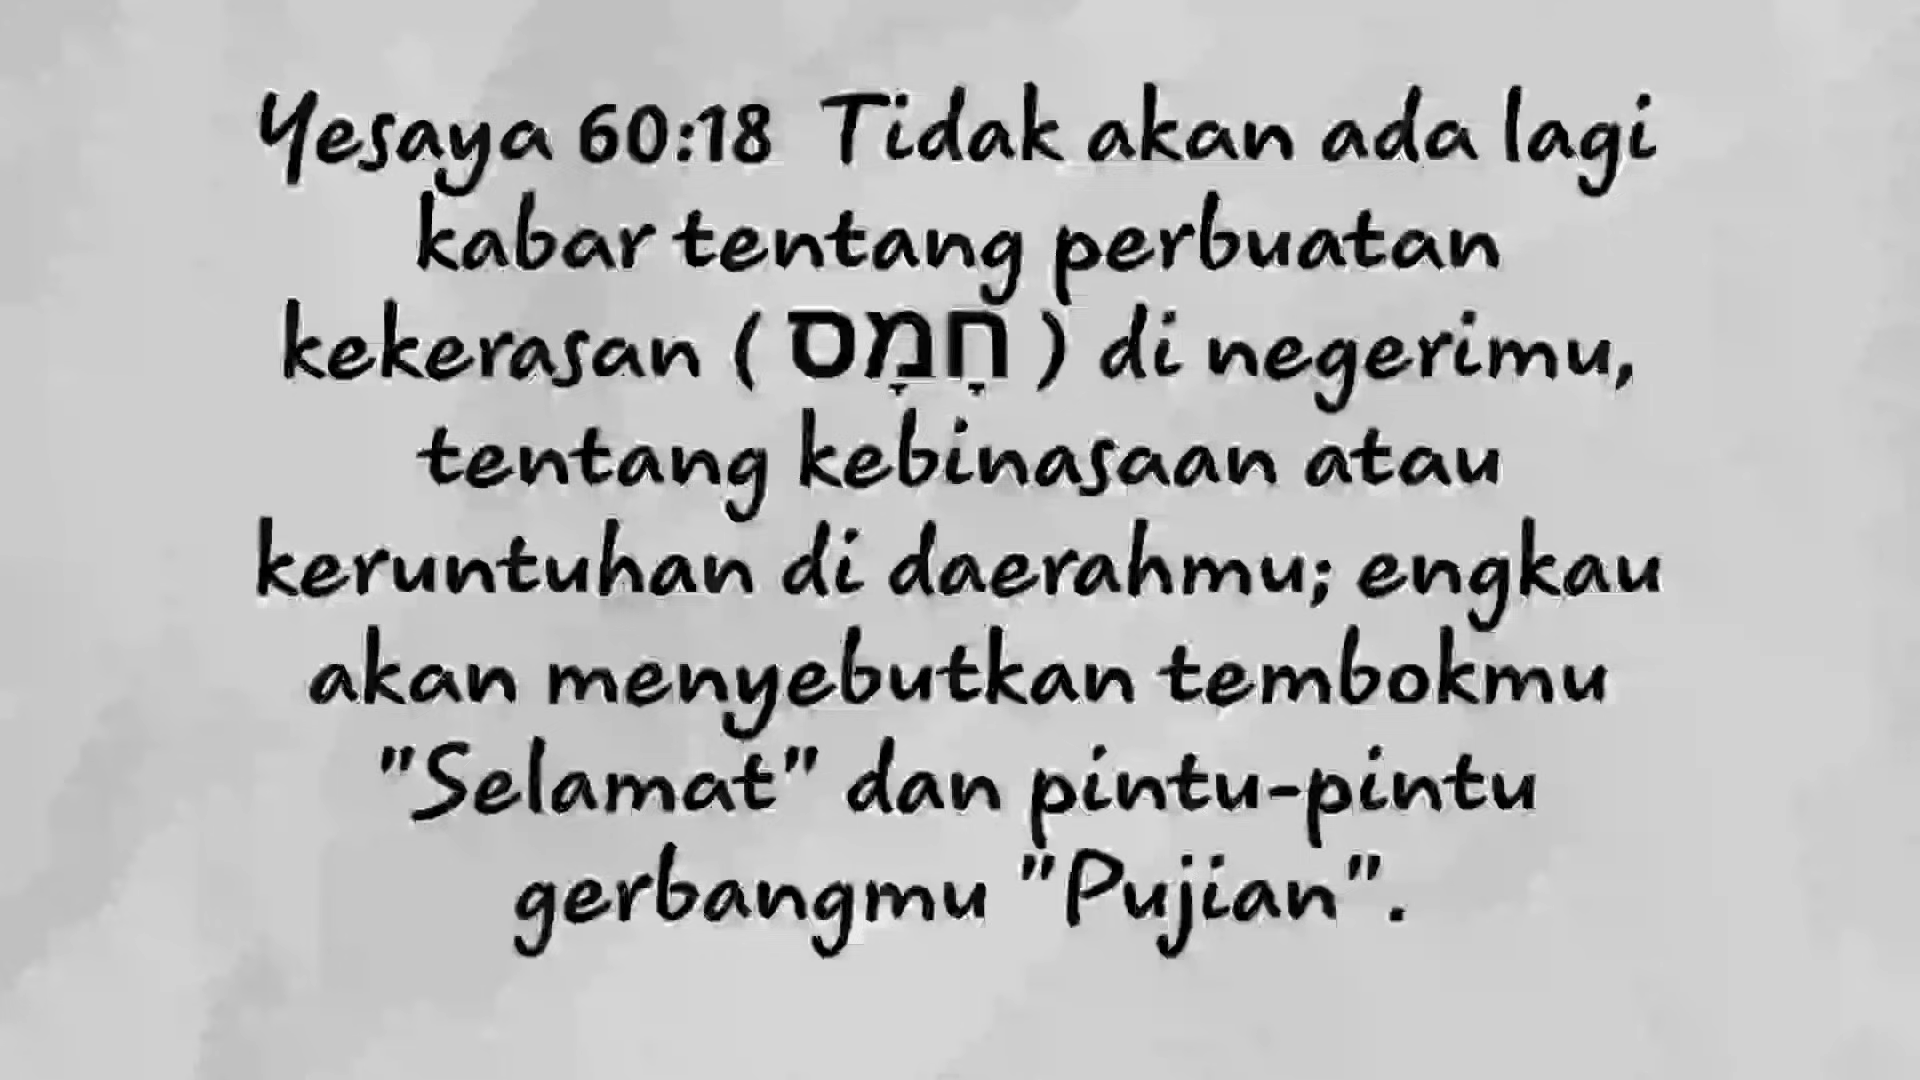 Yesaya 60:18 Tidak akan ada lagi
kabar tentang perbuatan
kekerasan ( חָמָס ) di negerimu,
tentang kebinasaan atau
keruntuhan di daerahmu; engkau
akan menyebutkan tembokmu
"Selamat" dan pintu-pintu
gerbangmu "Pujian".